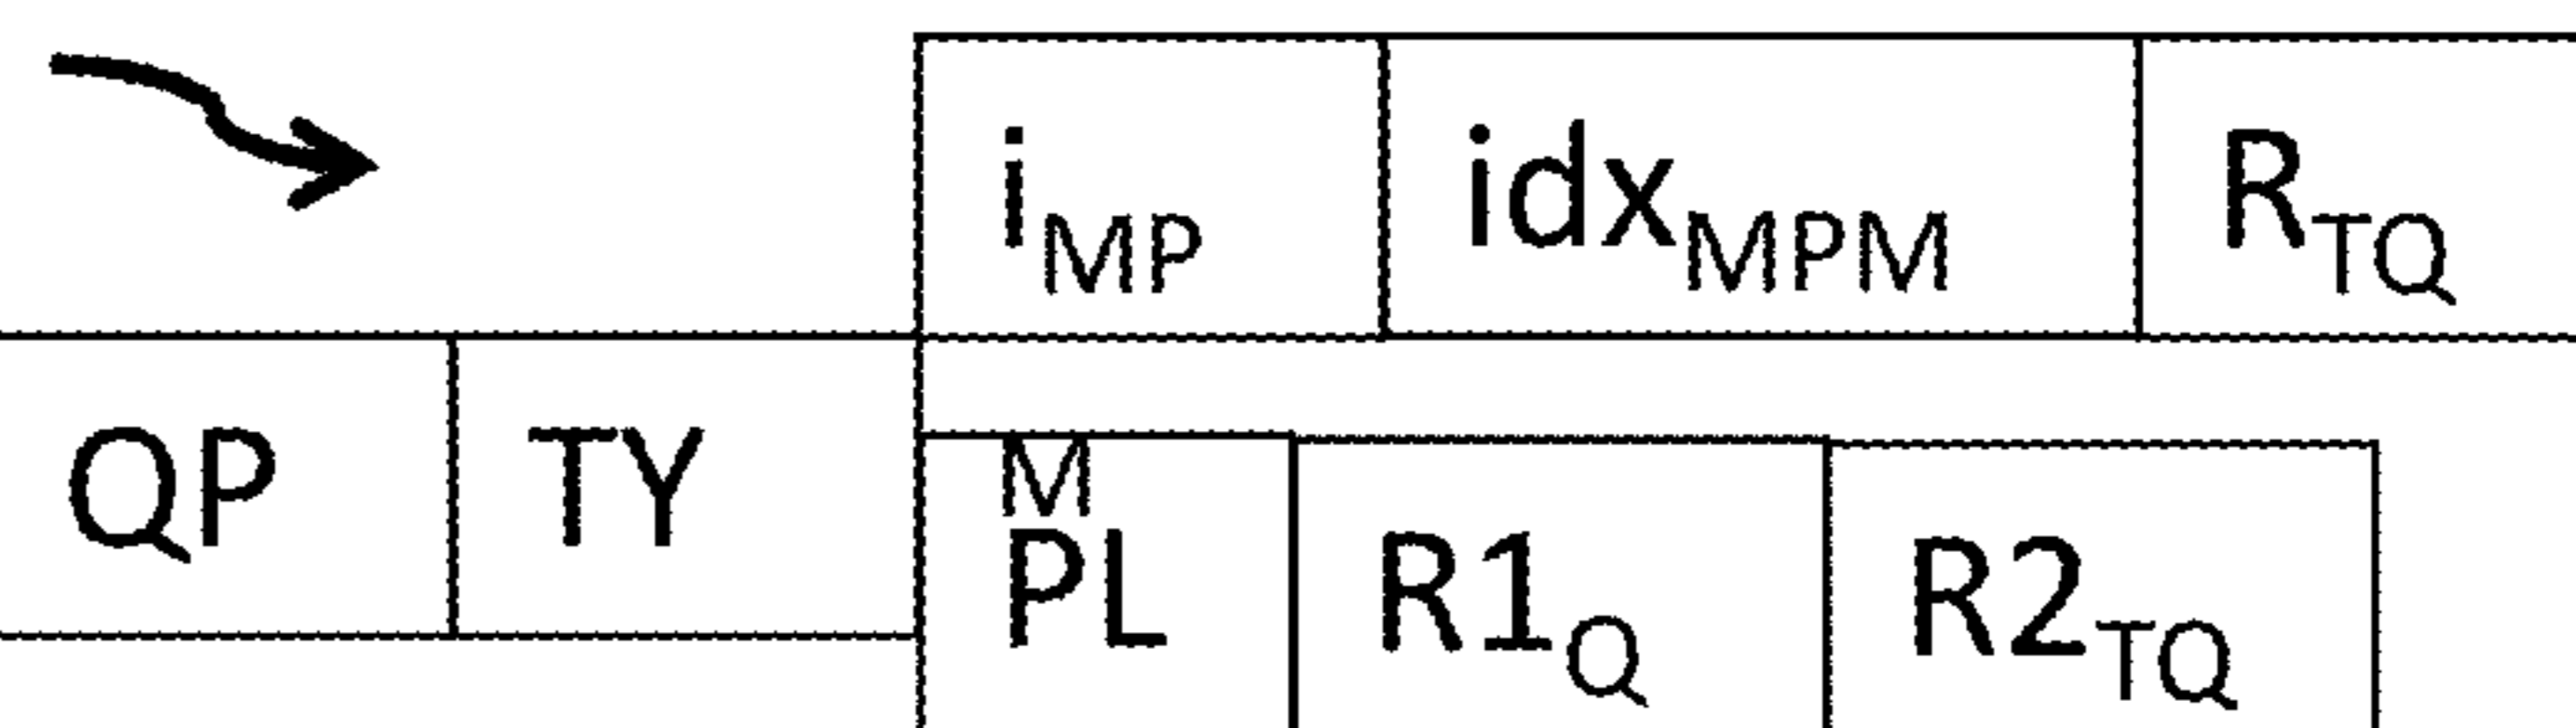 i_MP idx_MPM R_TQ
QP TY M
PL R1_Q R2_TQ